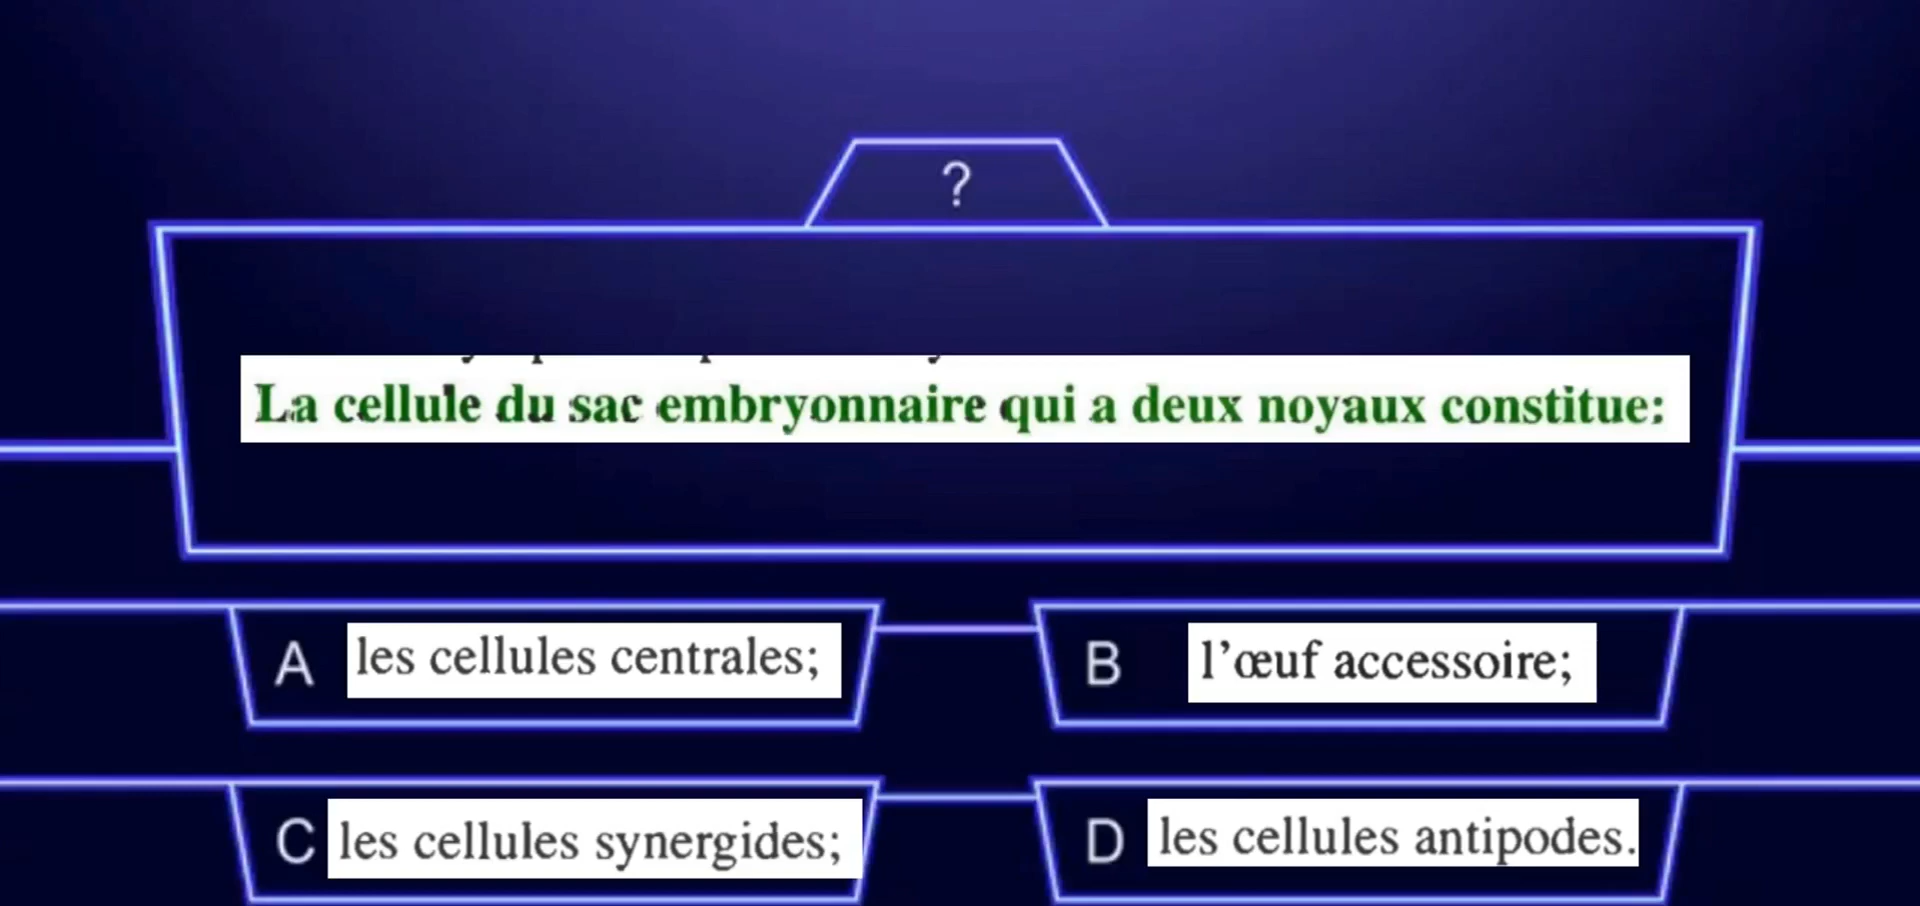 ?
La cellule du sac embryonnaire qui a deux noyaux constitue:
A les cellules centrales;
B l’œuf accessoire;
C les cellules synergides;
D les cellules antipodes.